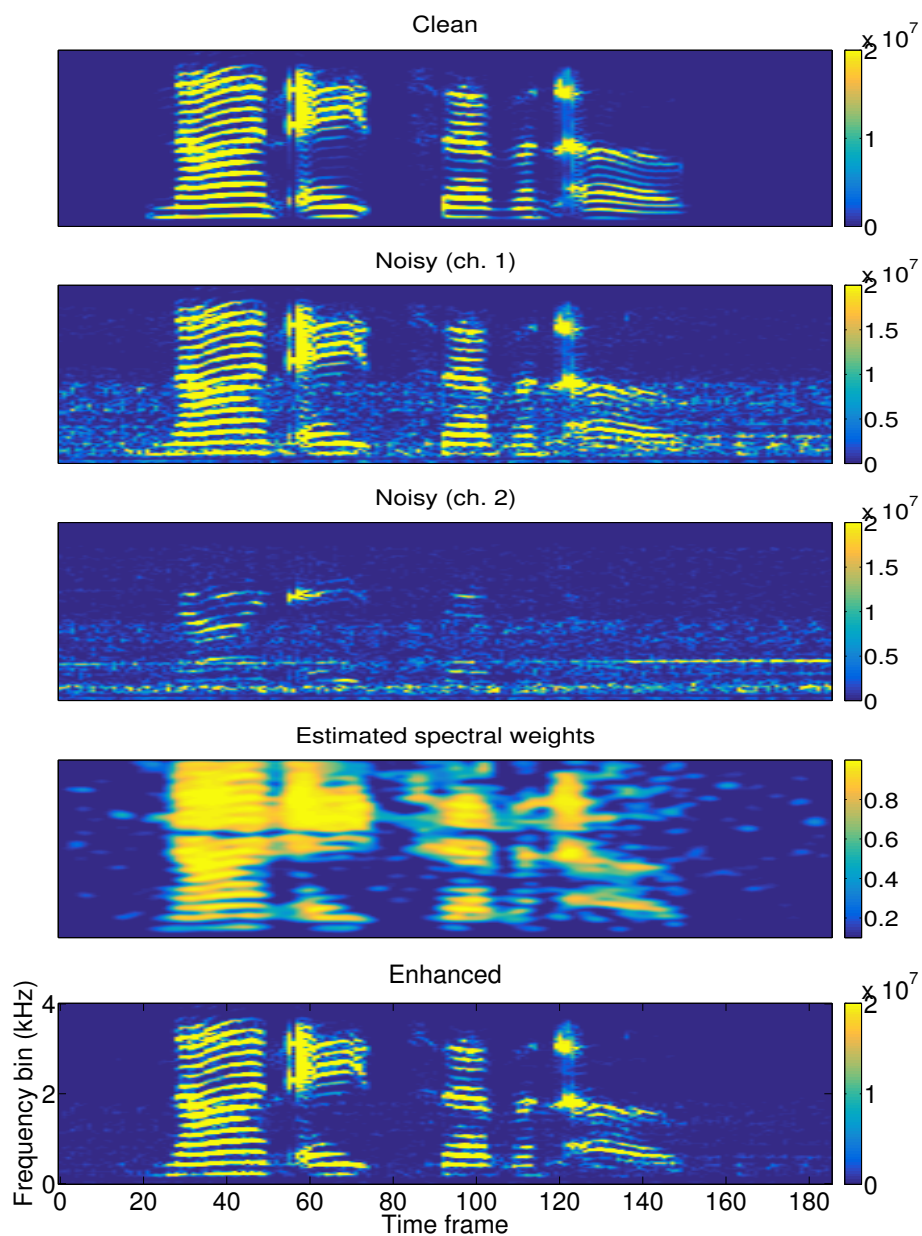 Clean
x 10^7
2
1
0
Noisy (ch. 1)
x 10^7
2
1.5
1
0.5
0
Noisy (ch. 2)
x 10^7
2
1.5
1
0.5
0
Estimated spectral weights
0.8
0.6
0.4
0.2
Enhanced
x 10^7
Frequency bin (kHz)
4
2
0
2
1
0
0 20 40 60 80 100 120 140 160 180
Time frame